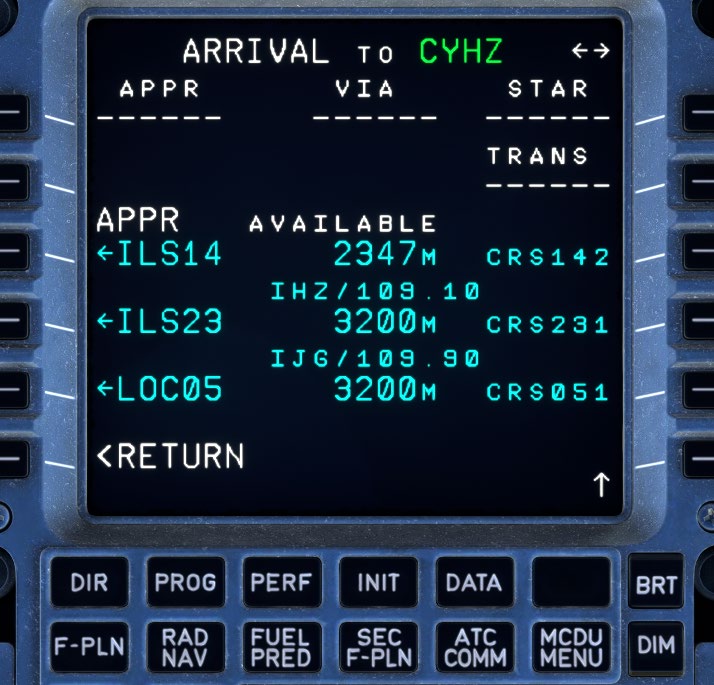 ARRIVAL TO CYHZ ←→
APPR VIA STAR
------ ------ ------
TRANS
------
APPR AVAILABLE
←ILS14 2347M CRS142
IHZ/109.10
←ILS23 3200M CRS231
IJG/109.90
←LOC05 3200M CRS051
<RETURN
↑
DIR PROG PERF INIT DATA BRT
F-PLN RAD NAV FUEL PRED SEC F-PLN ATC COMM MCDU MENU DIM